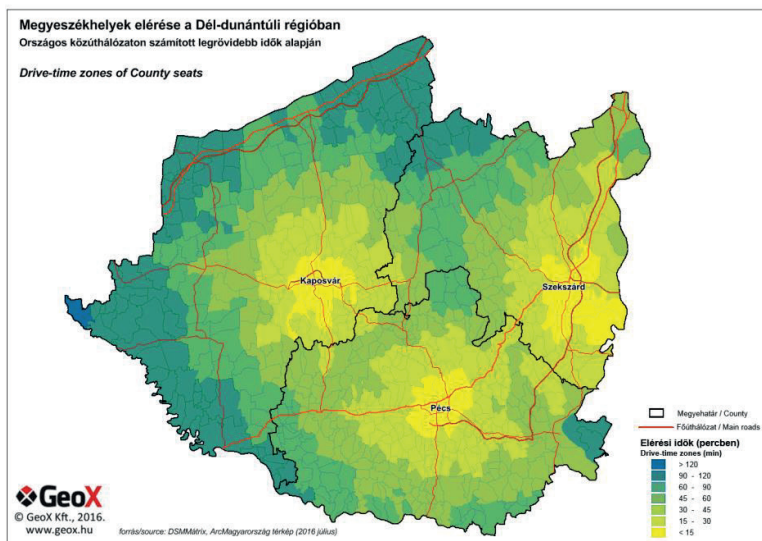 Megyeszékhelyek elérése a Dél-dunántúli régióban
Országos közúthálózaton számított legrövidebb idők alapján
Drive-time zones of County seats
Kaposvár
Szekszárd
Pécs
Megyehatár / County
Főúthálózat / Main roads
Elérési idők (percben)
Drive-time zones (min)
> 120
90 - 120
60 - 90
45 - 60
30 - 45
15 - 30
< 15
GeoX
© GeoX Kft., 2016.
www.geox.hu
forrás/source: DSMMátrix, ArcMagyarország térkép (2016 július)